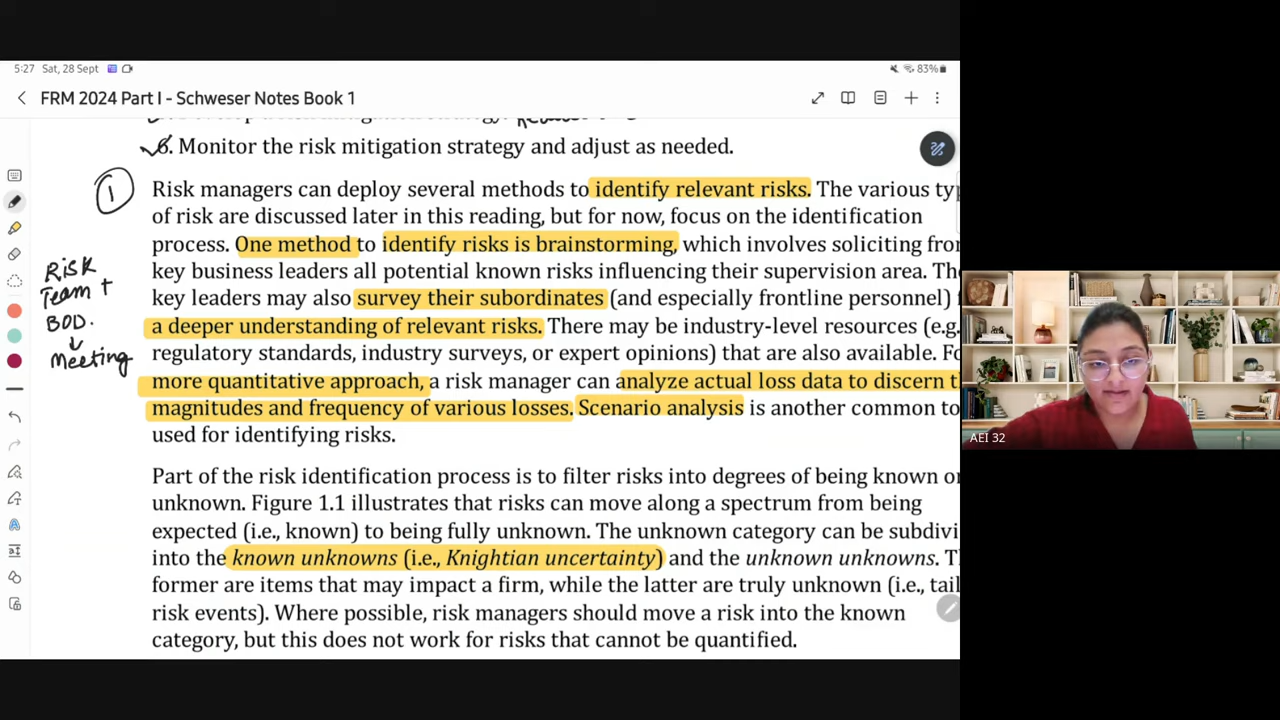 5:27 Sat, 28 Sept 83%
FRM 2024 Part I - Schweser Notes Book 1
6. Monitor the risk mitigation strategy and adjust as needed.
1
Risk managers can deploy several methods to identify relevant risks. The various typ
of risk are discussed later in this reading, but for now, focus on the identification
process. One method to identify risks is brainstorming, which involves soliciting fro
key business leaders all potential known risks influencing their supervision area. The
key leaders may also survey their subordinates (and especially frontline personnel) f
a deeper understanding of relevant risks. There may be industry-level resources (e.g.
regulatory standards, industry surveys, or expert opinions) that are also available. Fo
more quantitative approach, a risk manager can analyze actual loss data to discern t
magnitudes and frequency of various losses. Scenario analysis is another common to
used for identifying risks.
Risk
Team +
BOD.
↓
Meeting
Part of the risk identification process is to filter risks into degrees of being known o
unknown. Figure 1.1 illustrates that risks can move along a spectrum from being
expected (i.e., known) to being fully unknown. The unknown category can be subdivi
into the known unknowns (i.e., Knightian uncertainty) and the unknown unknowns. T
former are items that may impact a firm, while the latter are truly unknown (i.e., tail
risk events). Where possible, risk managers should move a risk into the known
category, but this does not work for risks that cannot be quantified.
AEI 32